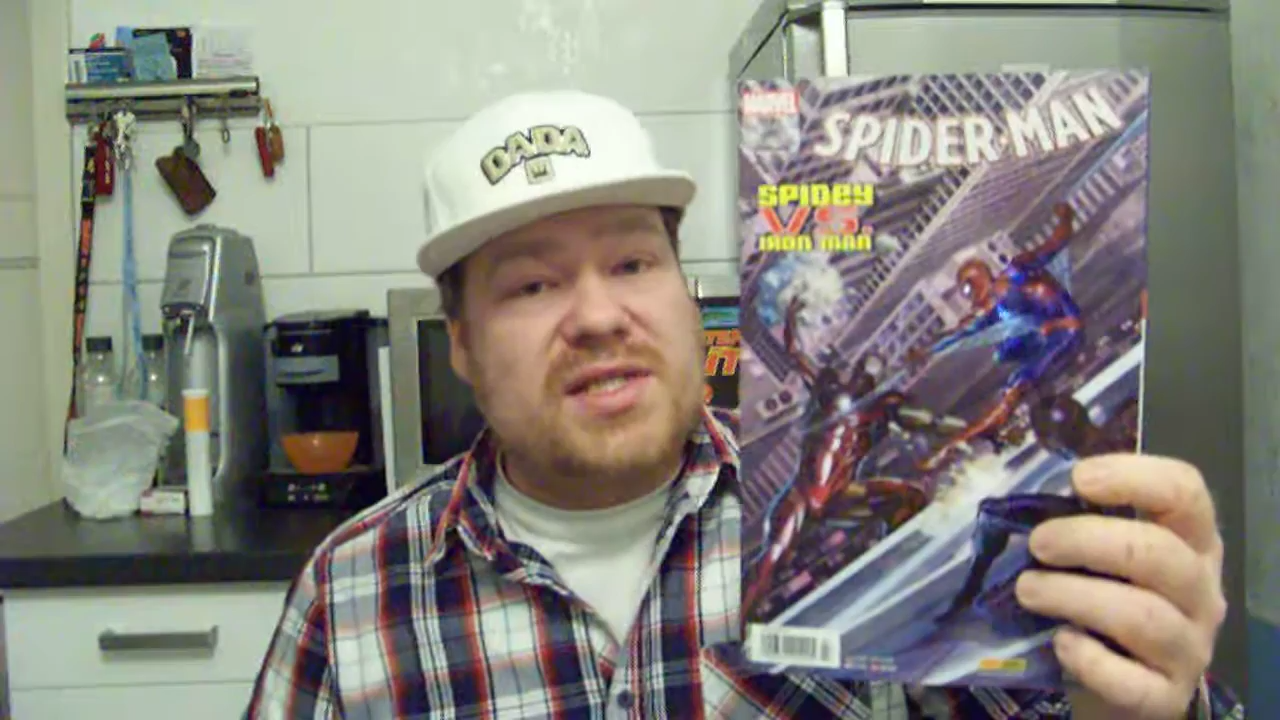 DADA
E
MARVEL
SPIDER-MAN
SPIDEY
VS.
IRON MAN